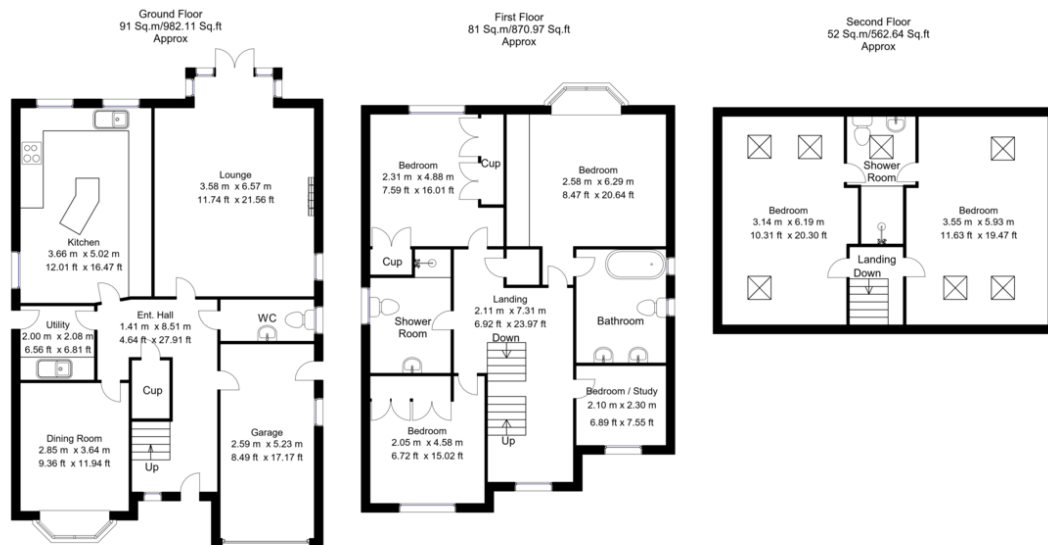 Ground Floor
91 Sq.m/982.11 Sq.ft
Approx
Lounge
3.58 m x 6.57 m
11.74 ft x 21.56 ft
Kitchen
3.66 m x 5.02 m
12.01 ft x 16.47 ft
Ent. Hall
1.41 m x 8.51 m
4.64 ft x 27.91 ft
WC
Utility
2.00 m x 2.08 m
6.56 ft x 6.81 ft
Cup
Dining Room
2.85 m x 3.64 m
9.36 ft x 11.94 ft
Up
Garage
2.59 m x 5.23 m
8.49 ft x 17.17 ft
First Floor
81 Sq.m/870.97 Sq.ft
Approx
Bedroom
2.31 m x 4.88 m
7.59 ft x 16.01 ft
Cup
Bedroom
2.58 m x 6.29 m
8.47 ft x 20.64 ft
Cup
Landing
2.11 m x 7.31 m
6.92 ft x 23.97 ft
Down
Shower
Room
Bathroom
Bedroom / Study
2.10 m x 2.30 m
6.89 ft x 7.55 ft
Bedroom
2.05 m x 4.58 m
6.72 ft x 15.02 ft
Up
Second Floor
52 Sq.m/562.64 Sq.ft
Approx
Shower
Room
Bedroom
3.14 m x 6.19 m
10.31 ft x 20.30 ft
Bedroom
3.55 m x 5.93 m
11.63 ft x 19.47 ft
Landing
Down